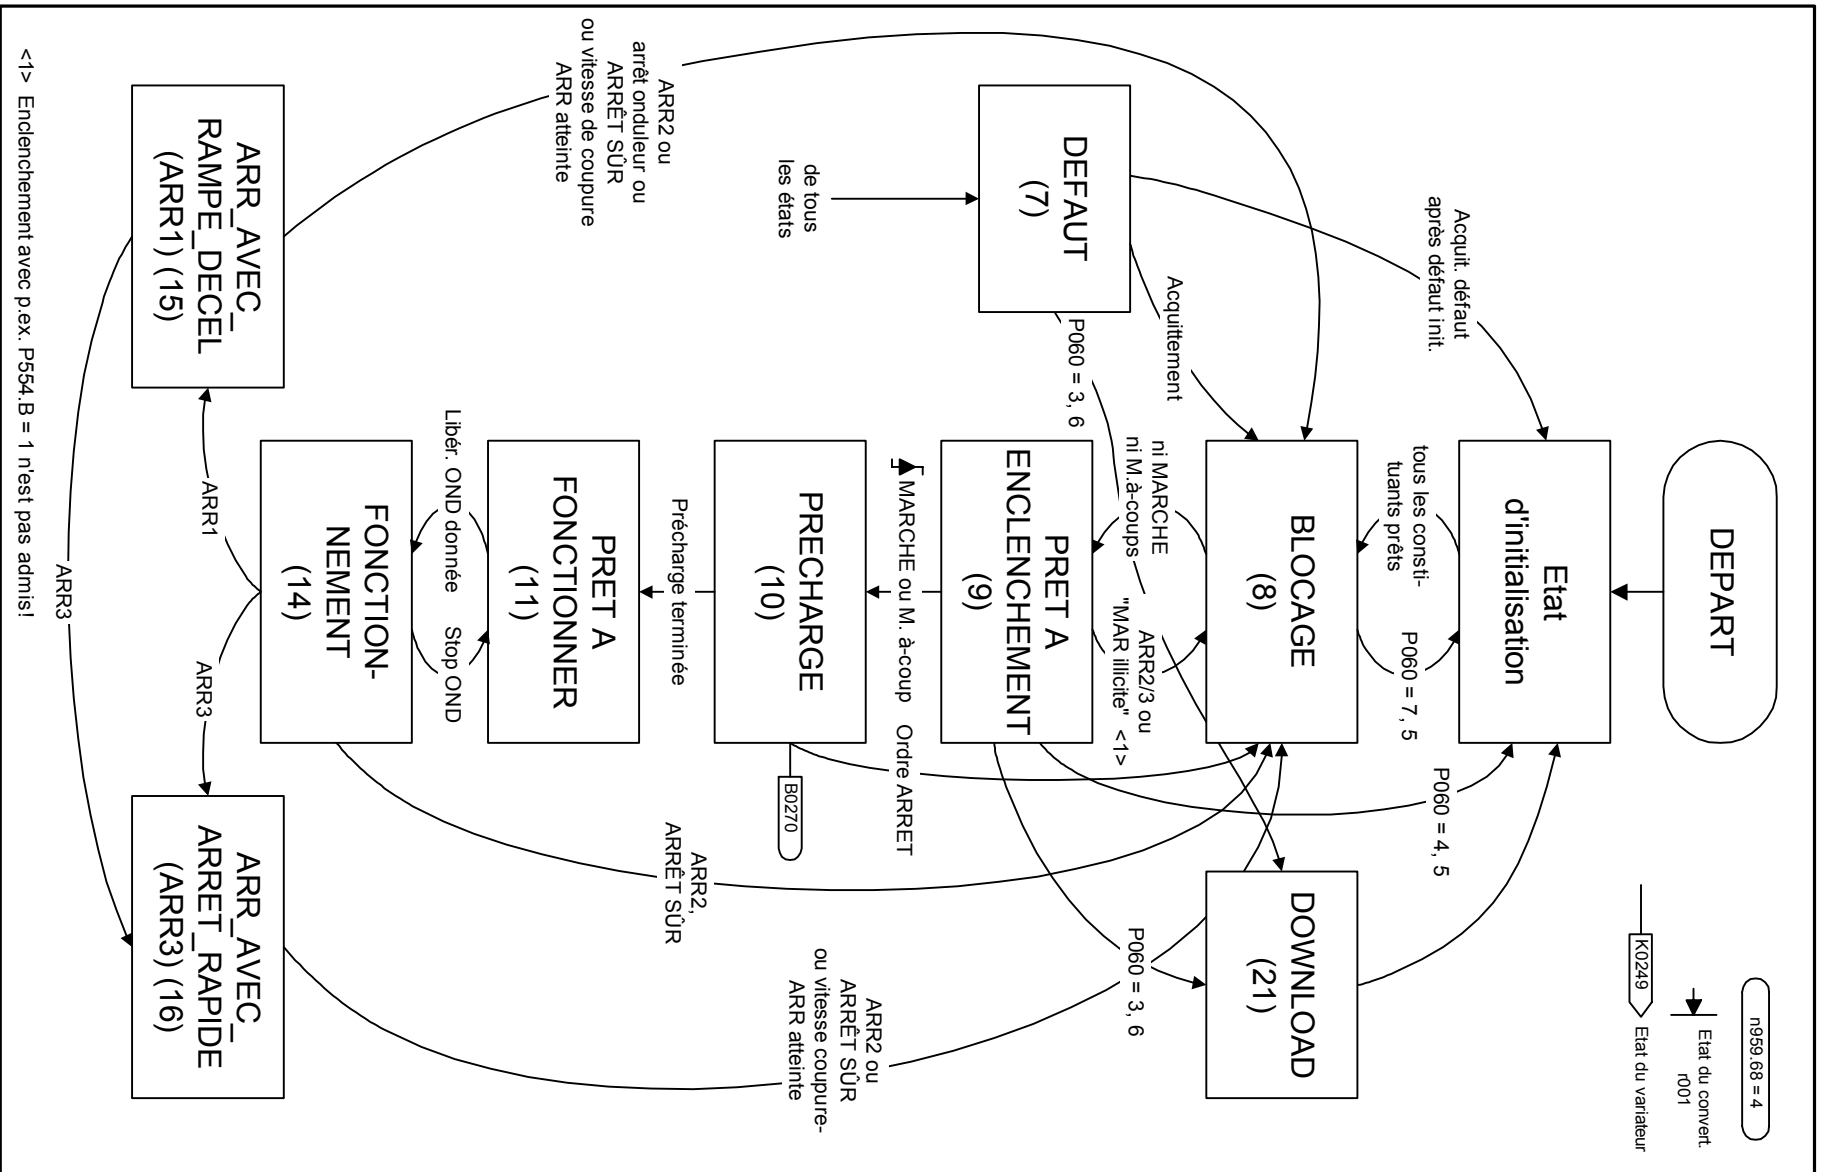 n959.68 = 4
Etat du convert.
r001
K0249
Etat du variateur
DEPART
Etat
d'initialisation
Acquit. défaut
après défaut init.
tous les consti-
tuants prêts
P060 = 7, 5
P060 = 4, 5
DEFAUT
(7)
de tous
les états
Acquittement
P060 = 3, 6
BLOCAGE
(8)
DOWNLOAD
(21)
ni MARCHE
ni M.à-coups
ARR2/3 ou
"MAR illicite" <1>
P060 = 3, 6
PRET A
ENCLENCHEMENT
(9)
MARCHE ou M. à-coup
Ordre ARRET
PRECHARGE
(10)
B0270
Précharge terminée
PRET A
FONCTIONNER
(11)
Libér. OND donnée
Stop OND
FONCTION-
NEMENT
(14)
ARR2 ou
arrêt onduleur ou
ARRÊT SÛR
ou vitesse de coupure
ARR atteinte
ARR2,
ARRÊT SÛR
ARR2 ou
ARRÊT SÛR
ou vitesse coupure-
ARR atteinte
ARR1
ARR3
ARR_AVEC_
RAMPE_DECEL
(ARR1) (15)
ARR_AVEC_
ARRET_RAPIDE
(ARR3) (16)
ARR3
<1> Enclenchement avec p.ex. P554.B = 1 n'est pas admis!